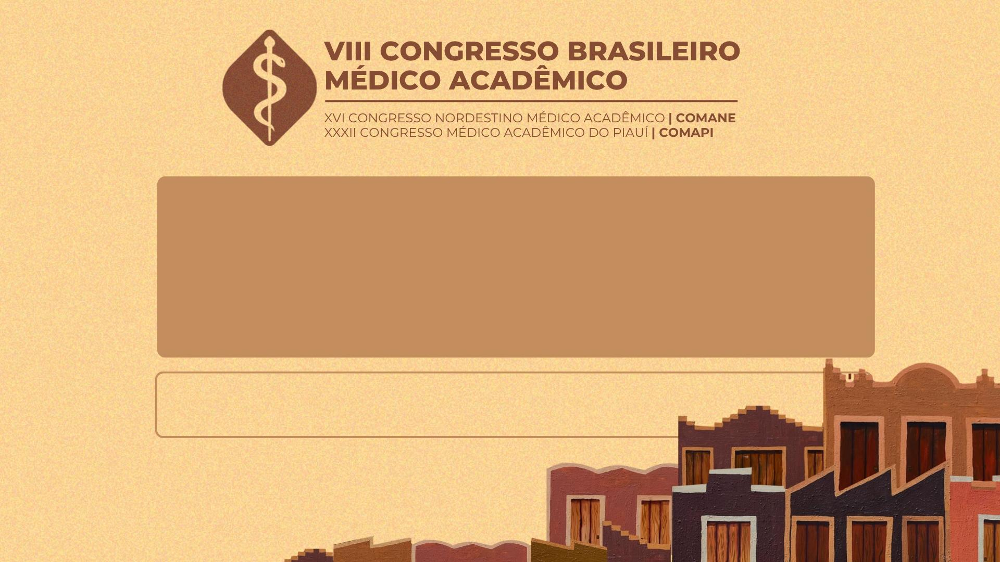 VIII CONGRESSO BRASILEIRO
MÉDICO ACADÊMICO
XVI CONGRESSO NORDESTINO MÉDICO ACADÊMICO | COMANE
XXXII CONGRESSO MÉDICO ACADÊMICO DO PIAUÍ | COMAPI